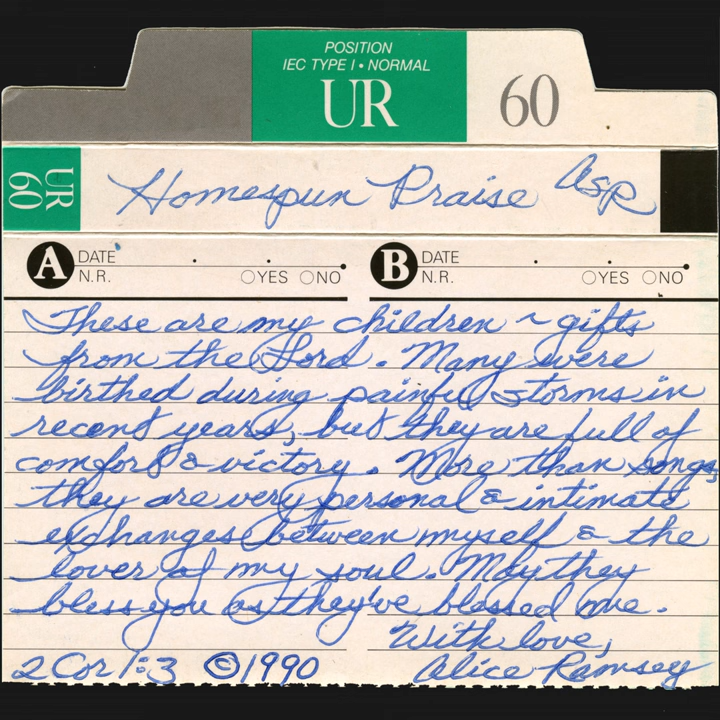 POSITION
IEC TYPE I • NORMAL
UR 60
UR 60
Homespun Praise asR
A DATE N.R. YES NO
B DATE N.R. YES NO
These are my children ~ gifts
from the Lord. Many were
birthed during painful storms in
recent years, but they are full of
comfort & victory. More than songs,
they are very personal & intimate
exchanges between myself & the
lover of my soul. May they
bless you as they've blessed me.
With love,
2 Cor 1:3 ©1990 Alice Ramsey